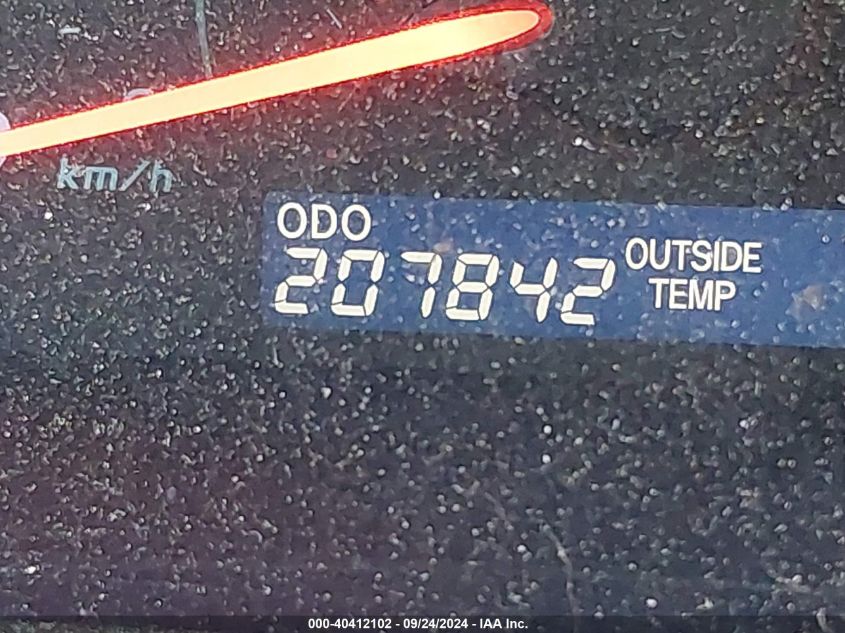 km/h
ODO
207842
OUTSIDE
TEMP
000-40412102 - 09/24/2024 - IAA Inc.